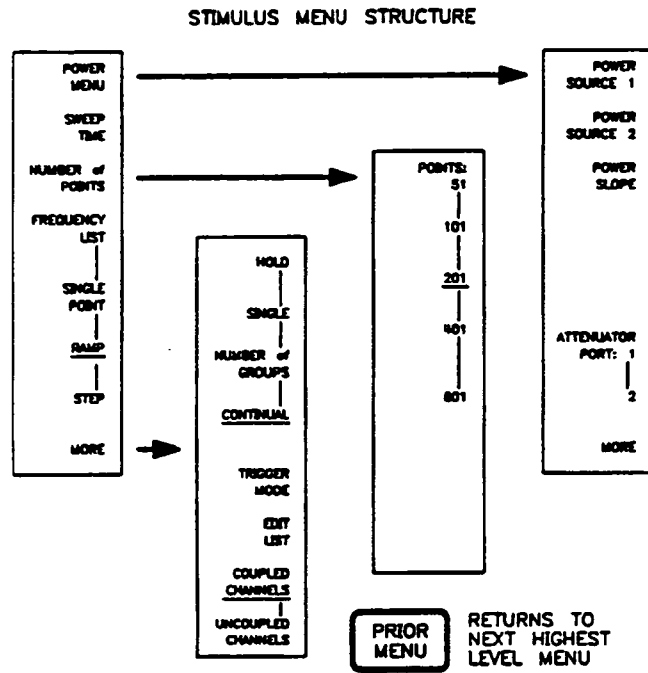 STIMULUS MENU STRUCTURE
POWER
MENU
SWEEP
TIME
NUMBER of
POINTS
FREQUENCY
LIST
SINGLE
POINT
RAMP
STEP
MORE
HOLD
SINGLE
NUMBER of
GROUPS
CONTINUAL
TRIGGER
MODE
EDIT
LIST
COUPLED
CHANNELS
UNCOUPLED
CHANNELS
POINTS:
51
101
201
401
801
POWER
SOURCE 1
POWER
SOURCE 2
POWER
SLOPE
ATTENUATOR
PORT: 1
2
MORE
PRIOR
MENU
RETURNS TO
NEXT HIGHEST
LEVEL MENU